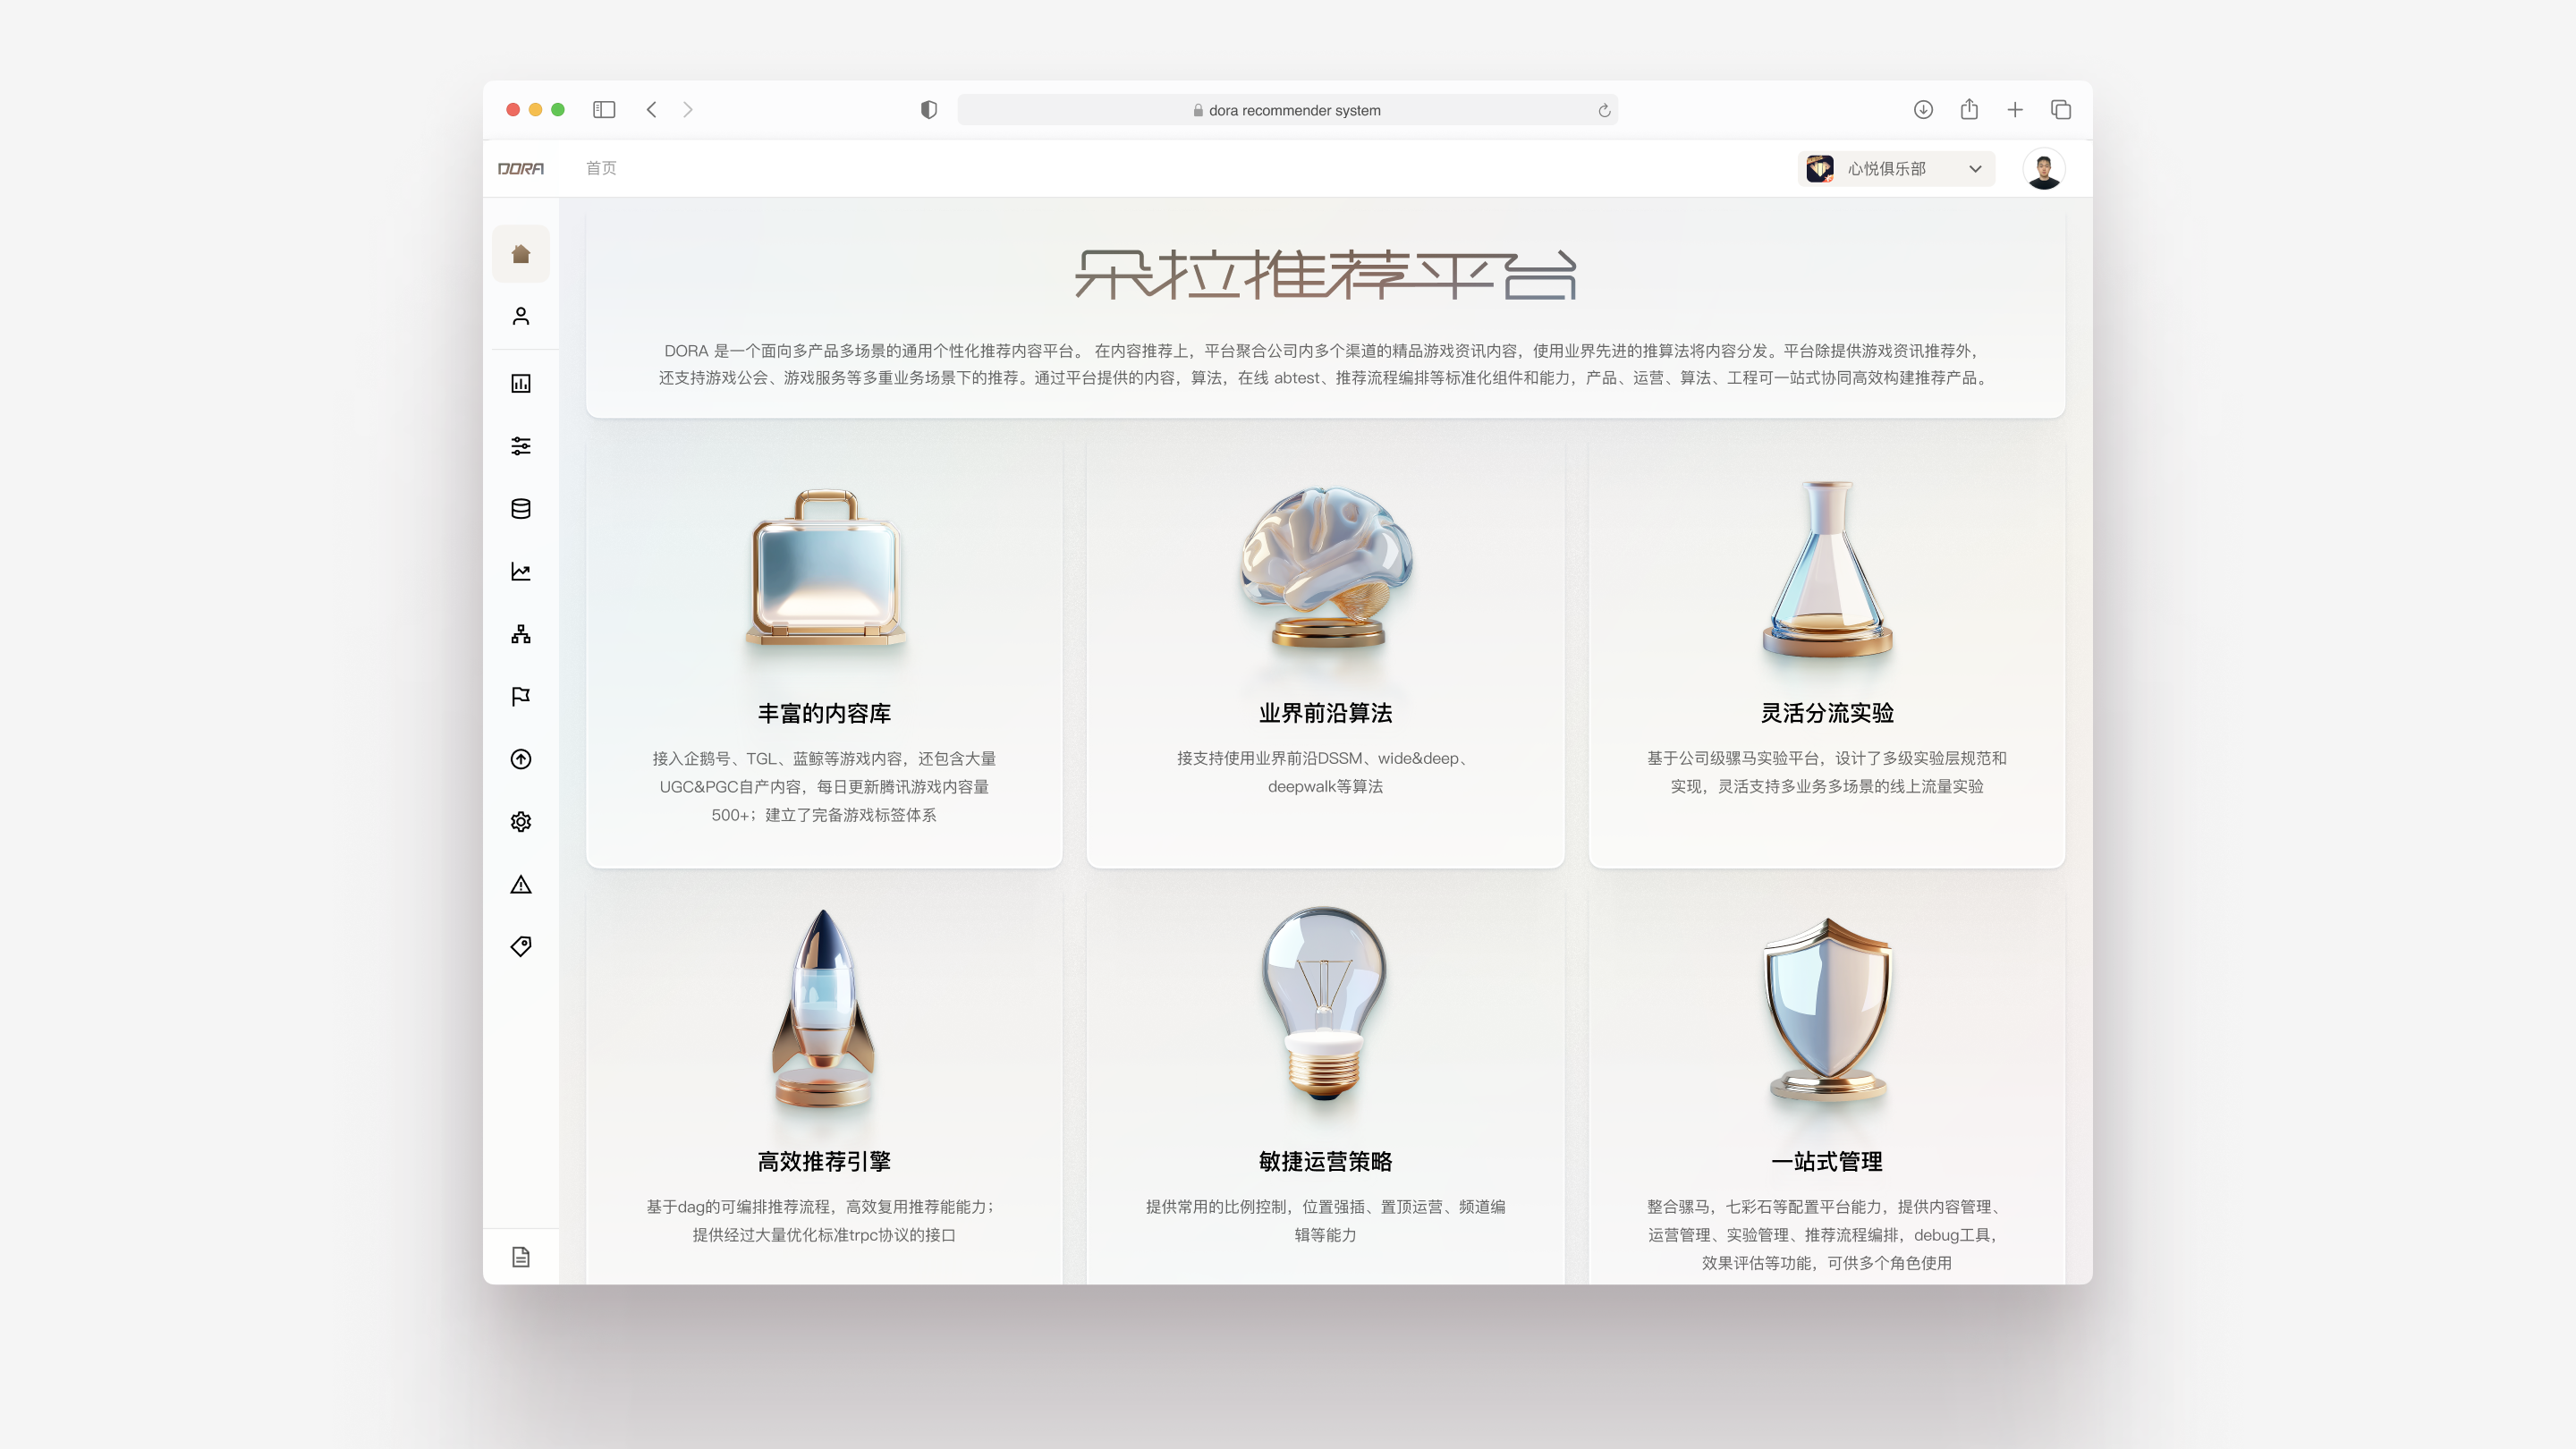 dora recommender system
DORA
首页
心悦俱乐部
朵拉推荐平台
DORA 是一个面向多产品多场景的通用个性化推荐内容平台。 在内容推荐上，平台聚合公司内多个渠道的精品游戏资讯内容，使用业界先进的推算法将内容分发。平台除提供游戏资讯推荐外，
还支持游戏公会、游戏服务等多重业务场景下的推荐。通过平台提供的内容，算法，在线 abtest、推荐流程编排等标准化组件和能力，产品、运营、算法、工程可一站式协同高效构建推荐产品。
丰富的内容库
接入企鹅号、TGL、蓝鲸等游戏内容，还包含大量
UGC&PGC自产内容，每日更新腾讯游戏内容量
500+；建立了完备游戏标签体系
业界前沿算法
接支持使用业界前沿DSSM、wide&deep、
deepwalk等算法
灵活分流实验
基于公司级骡马实验平台，设计了多级实验层规范和
实现，灵活支持多业务多场景的线上流量实验
高效推荐引擎
基于dag的可编排推荐流程，高效复用推荐能能力；
提供经过大量优化标准trpc协议的接口
敏捷运营策略
提供常用的比例控制，位置强插、置顶运营、频道编
辑等能力
一站式管理
整合骡马，七彩石等配置平台能力，提供内容管理、
运营管理、实验管理、推荐流程编排，debug工具，
效果评估等功能，可供多个角色使用